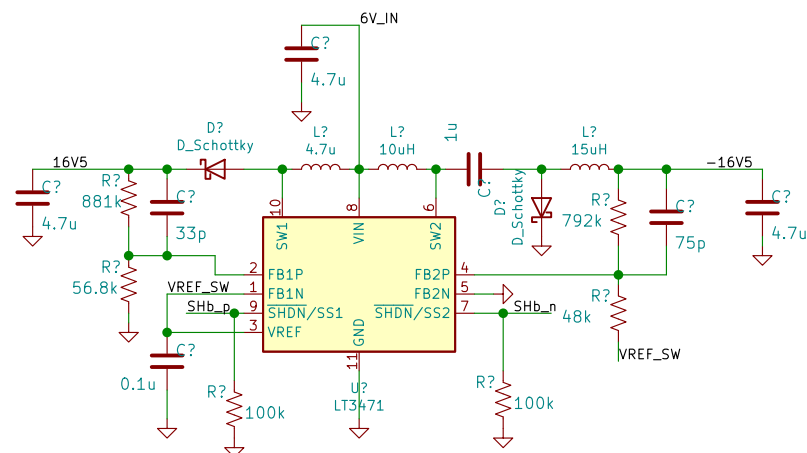 6V_IN
C?
4.7u
1u
D?
D_Schottky
L?
4.7u
L?
10uH
L?
15uH
16V5
-16V5
C?
D?
D_Schottky
R?
881k
C?
33p
C?
4.7u
R?
792k
C?
75p
C?
4.7u
10
8
6
SW1
VIN
SW2
2
FB1P
FB2P
4
R?
56.8k
VREF_SW
1
FB1N
FB2N
5
SHb_p
9
SHDN/SS1
SHDN/SS2
7
SHb_n
R?
48k
3
VREF
GND
11
C?
0.1u
VREF_SW
U?
LT3471
R?
100k
R?
100k